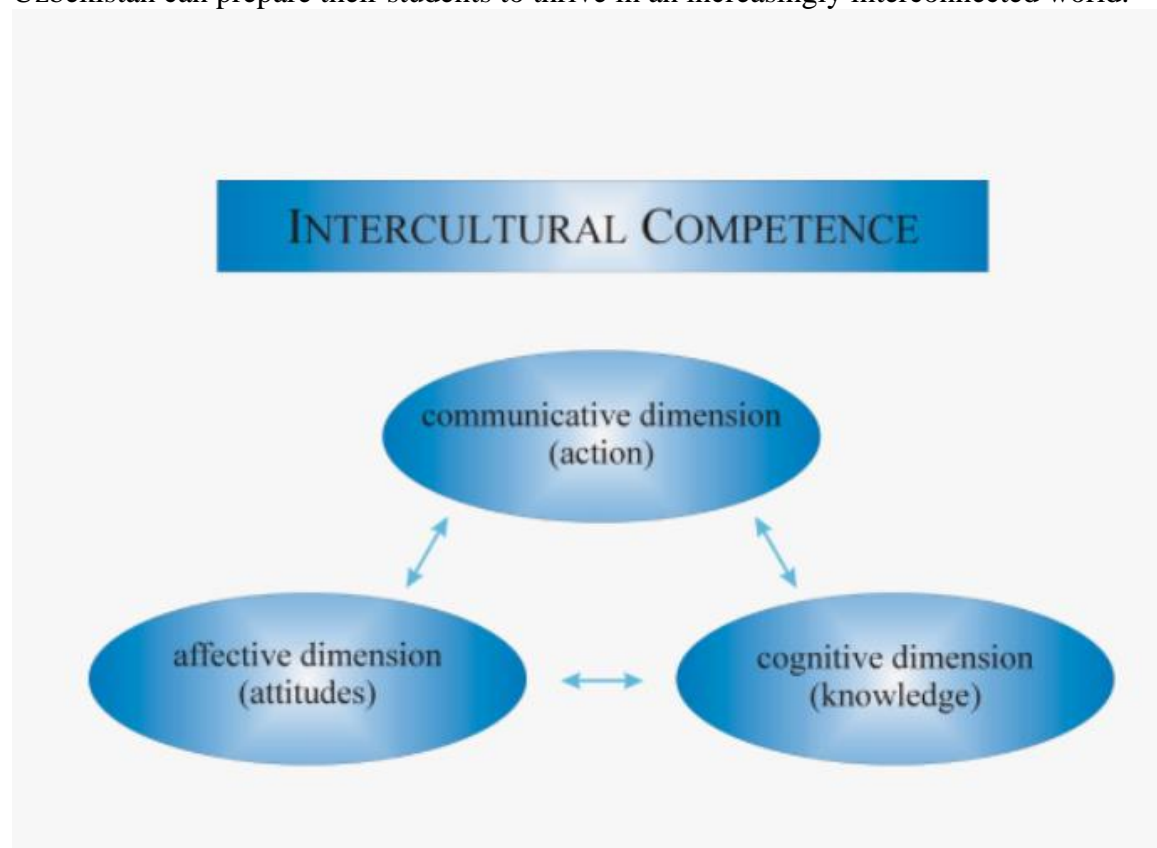 Uzbekistan can prepare their students to thrive in an increasingly interconnected world.
INTERCULTURAL COMPETENCE
communicative dimension
(action)
affective dimension
(attitudes)
cognitive dimension
(knowledge)